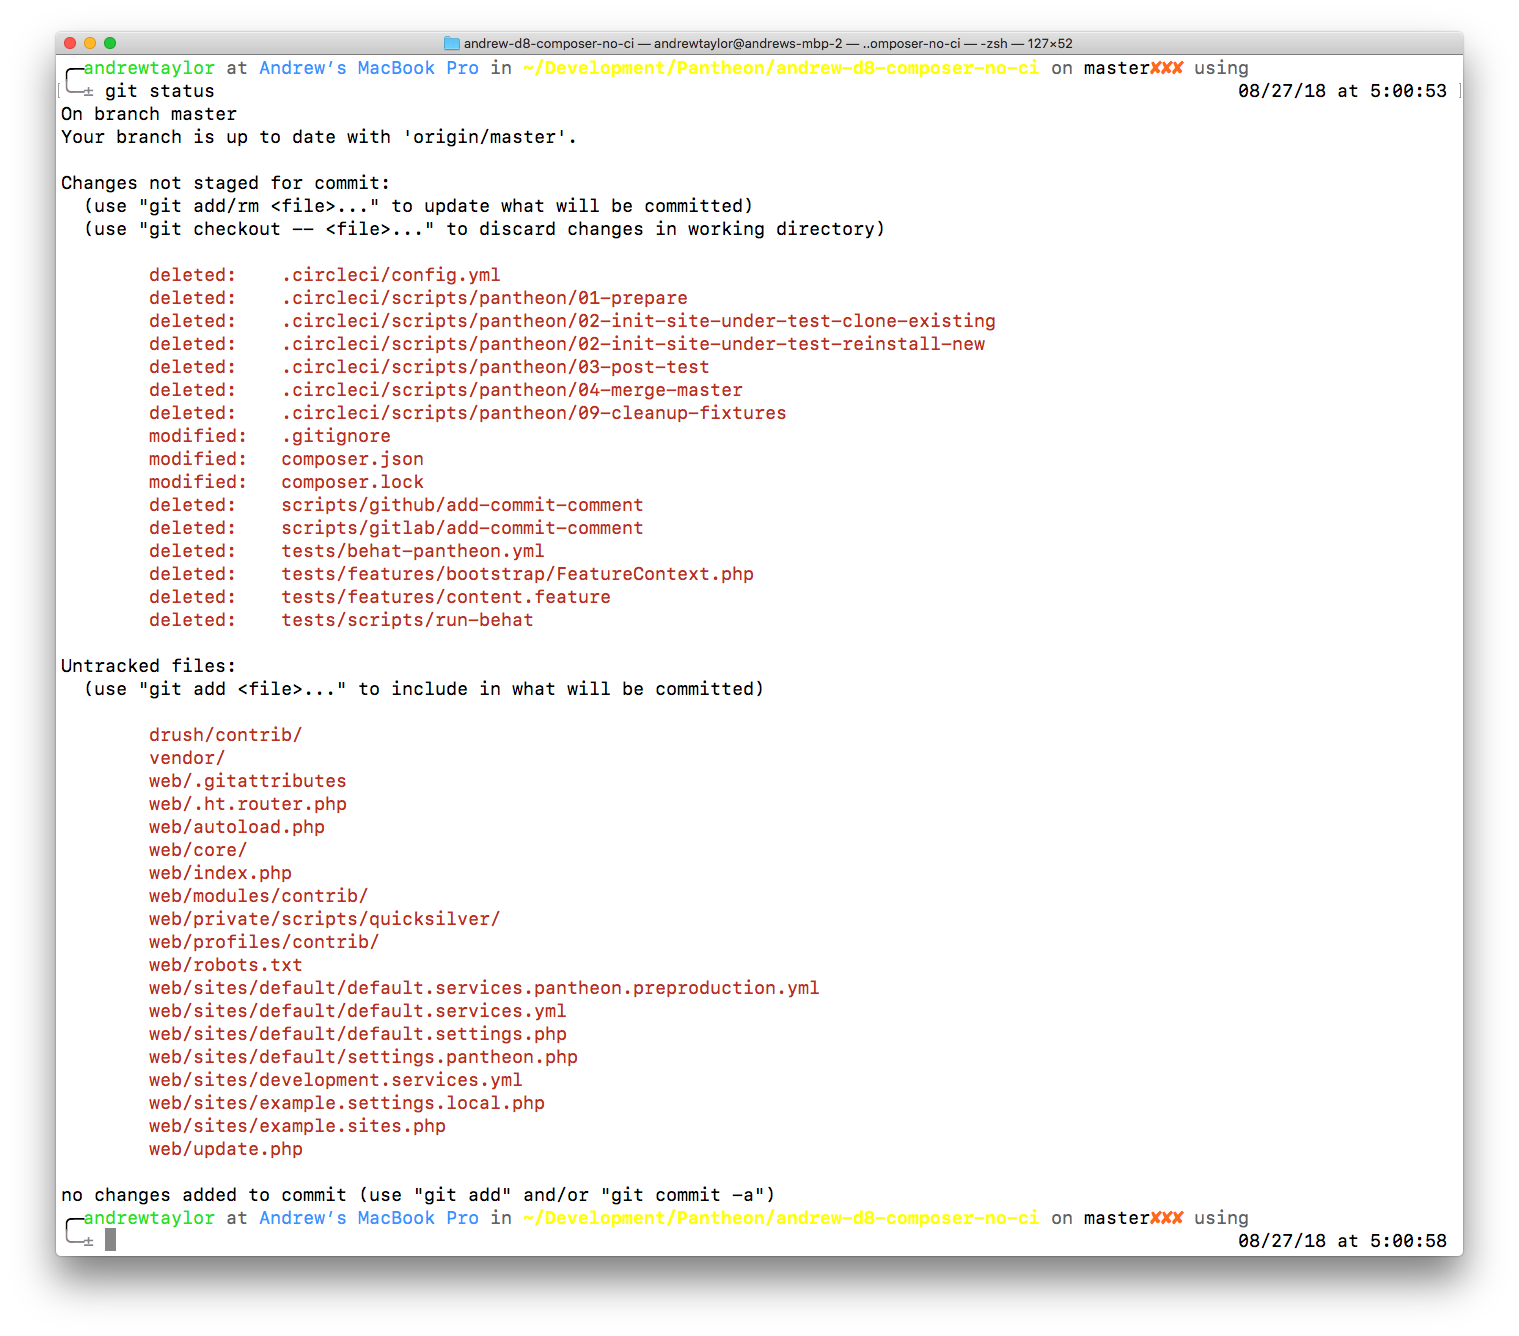 andrew-d8-composer-no-ci — andrewtaylor@andrews-mbp-2 — ..omposer-no-ci — -zsh — 127×52
andrewtaylor at Andrew's MacBook Pro in ~/Development/Pantheon/andrew-d8-composer-no-ci on master✘✘✘ using
± git status 08/27/18 at 5:00:53
On branch master
Your branch is up to date with 'origin/master'.
Changes not staged for commit:
(use "git add/rm <file>..." to update what will be committed)
(use "git checkout -- <file>..." to discard changes in working directory)
deleted: .circleci/config.yml
deleted: .circleci/scripts/pantheon/01-prepare
deleted: .circleci/scripts/pantheon/02-init-site-under-test-clone-existing
deleted: .circleci/scripts/pantheon/02-init-site-under-test-reinstall-new
deleted: .circleci/scripts/pantheon/03-post-test
deleted: .circleci/scripts/pantheon/04-merge-master
deleted: .circleci/scripts/pantheon/09-cleanup-fixtures
modified: .gitignore
modified: composer.json
modified: composer.lock
deleted: scripts/github/add-commit-comment
deleted: scripts/gitlab/add-commit-comment
deleted: tests/behat-pantheon.yml
deleted: tests/features/bootstrap/FeatureContext.php
deleted: tests/features/content.feature
deleted: tests/scripts/run-behat
Untracked files:
(use "git add <file>..." to include in what will be committed)
drush/contrib/
vendor/
web/.gitattributes
web/.ht.router.php
web/autoload.php
web/core/
web/index.php
web/modules/contrib/
web/private/scripts/quicksilver/
web/profiles/contrib/
web/robots.txt
web/sites/default/default.services.pantheon.preproduction.yml
web/sites/default/default.services.yml
web/sites/default/default.settings.php
web/sites/default/settings.pantheon.php
web/sites/development.services.yml
web/sites/example.settings.local.php
web/sites/example.sites.php
web/update.php
no changes added to commit (use "git add" and/or "git commit -a")
andrewtaylor at Andrew's MacBook Pro in ~/Development/Pantheon/andrew-d8-composer-no-ci on master✘✘✘ using
± 08/27/18 at 5:00:58